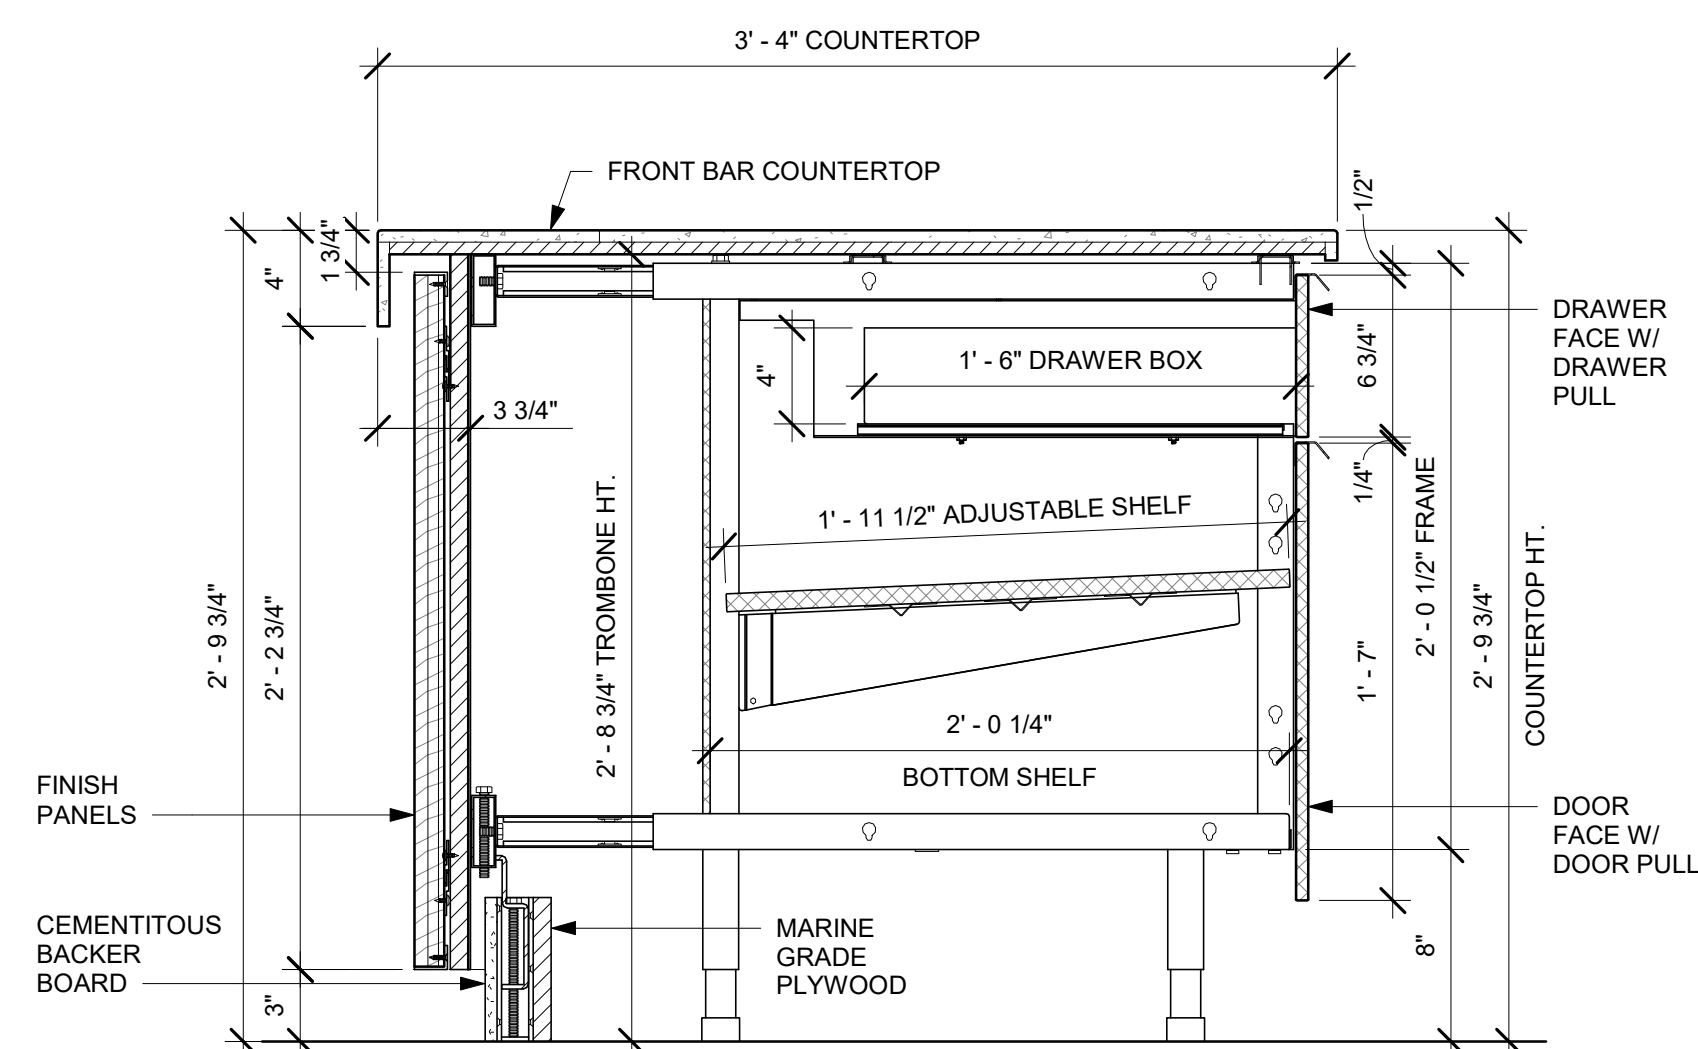 3' - 4" COUNTERTOP
FRONT BAR COUNTERTOP
1/2"
1 3/4"
4"
DRAWER
FACE W/
DRAWER
PULL
6 3/4"
1' - 6" DRAWER BOX
4"
3 3/4"
1/4"
2' - 0 1/2" FRAME
1' - 11 1/2" ADJUSTABLE SHELF
2' - 8 3/4" TROMBONE HT.
2' - 9 3/4"
2' - 2 3/4"
1' - 7"
2' - 9 3/4"
COUNTERTOP HT.
2' - 0 1/4"
BOTTOM SHELF
FINISH
PANELS
DOOR
FACE W/
DOOR PULL
CEMENTITOUS
BACKER
BOARD
MARINE
GRADE
PLYWOOD
8"
3"